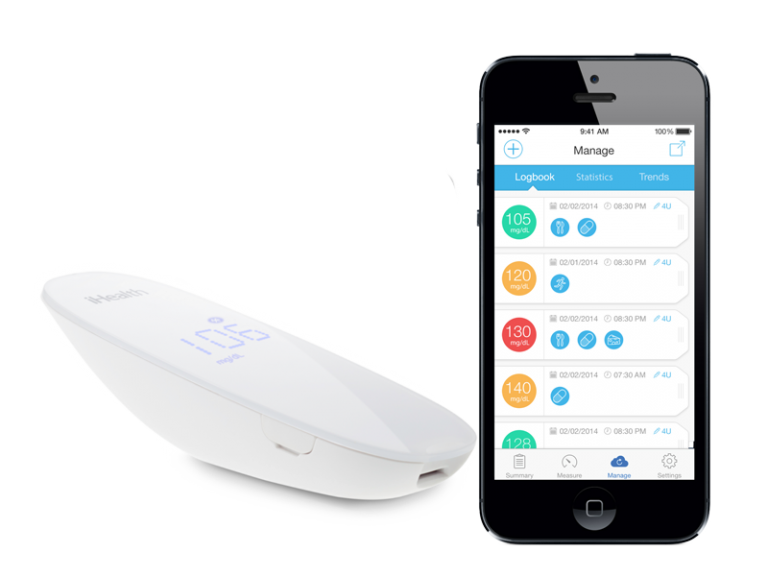 iHealth
106
mg/dL
9:41 AM
100%
Manage
Logbook Statistics Trends
105
mg/dL
02/02/2014 08:30 PM 4U
120
mg/dL
02/01/2014 08:30 PM 4U
130
mg/dL
02/02/2014 08:30 PM 4U
140
mg/dL
02/02/2014 07:30 AM 4U
128
02/02/2014 08:30 PM 4U
Summary Measure Manage Settings